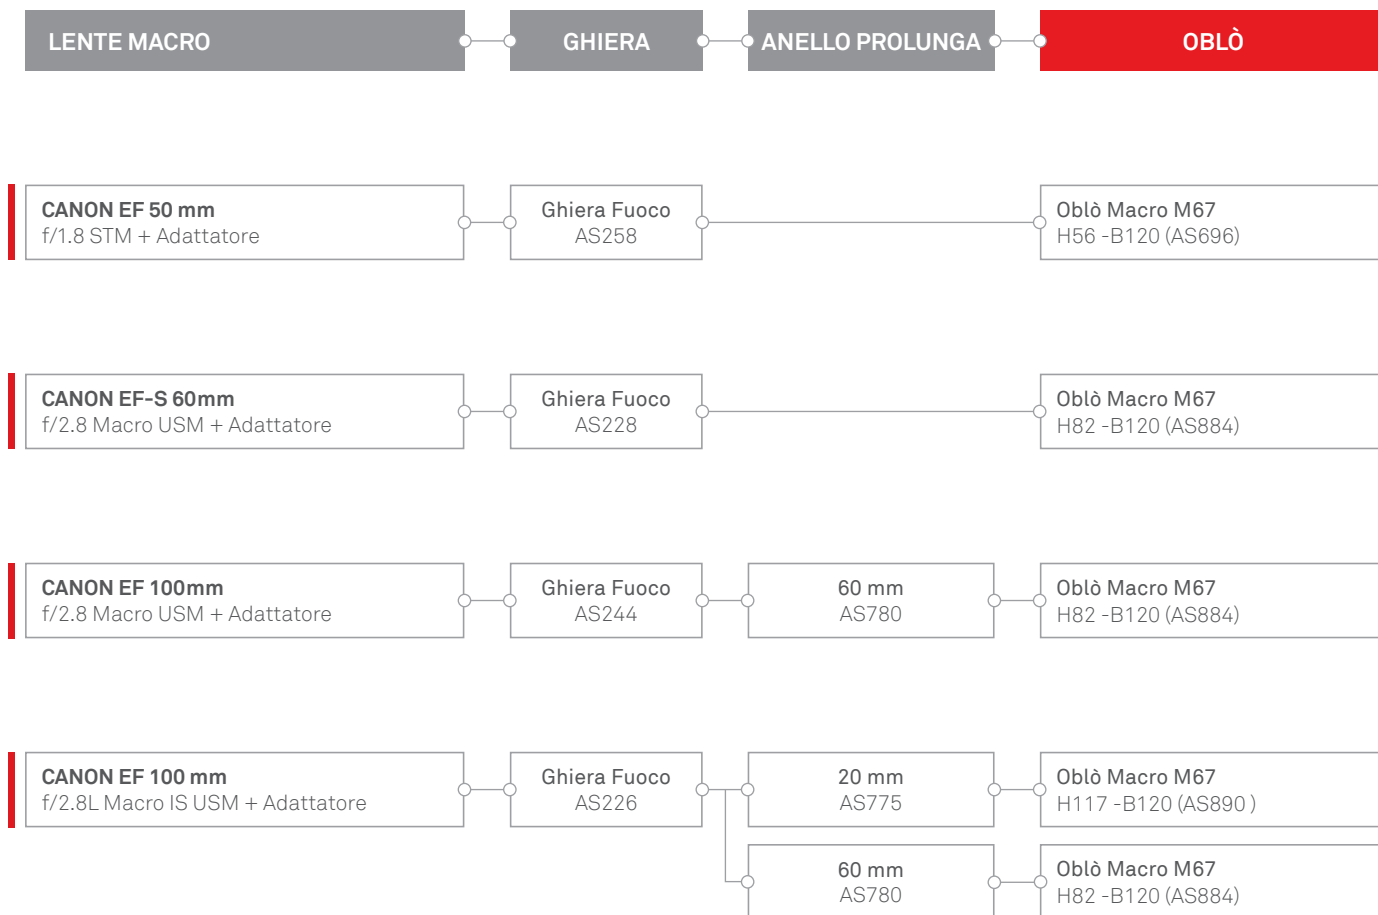 LENTE MACRO
GHIERA
ANELLO PROLUNGA
OBLÒ
CANON EF 50 mm
f/1.8 STM + Adattatore
Ghiera Fuoco
AS258
Oblò Macro M67
H56 -B120 (AS696)
CANON EF-S 60mm
f/2.8 Macro USM + Adattatore
Ghiera Fuoco
AS228
Oblò Macro M67
H82 -B120 (AS884)
CANON EF 100mm
f/2.8 Macro USM + Adattatore
Ghiera Fuoco
AS244
60 mm
AS780
Oblò Macro M67
H82 -B120 (AS884)
CANON EF 100 mm
f/2.8L Macro IS USM + Adattatore
Ghiera Fuoco
AS226
20 mm
AS775
Oblò Macro M67
H117 -B120 (AS890 )
60 mm
AS780
Oblò Macro M67
H82 -B120 (AS884)